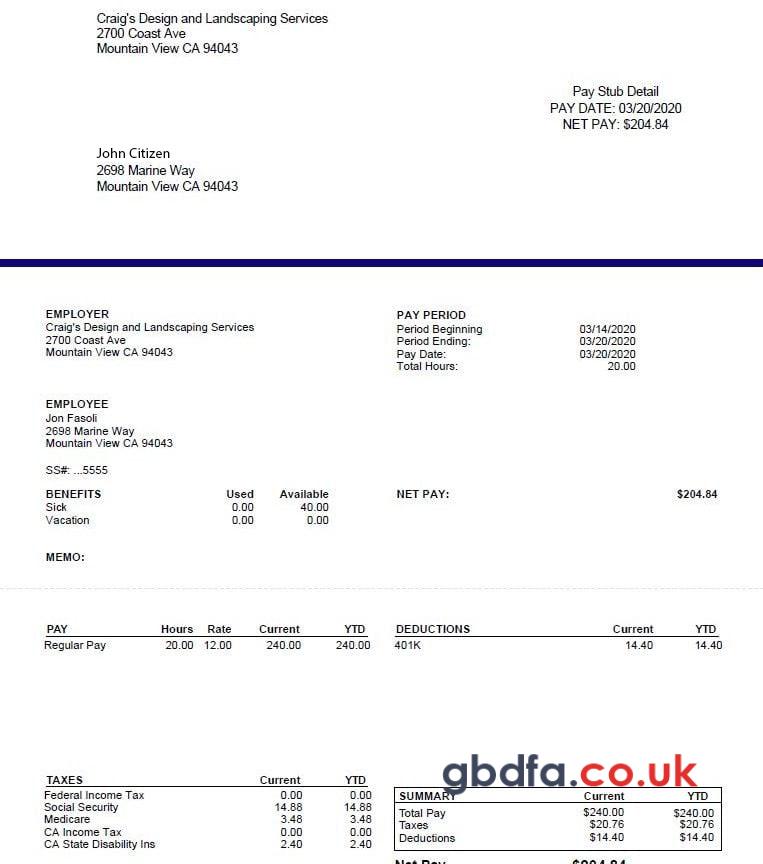 Craig's Design and Landscaping Services
2700 Coast Ave
Mountain View CA 94043
Pay Stub Detail
PAY DATE: 03/20/2020
NET PAY: $204.84
John Citizen
2698 Marine Way
Mountain View CA 94043
EMPLOYER
Craig's Design and Landscaping Services
2700 Coast Ave
Mountain View CA 94043
PAY PERIOD
Period Beginning 03/14/2020
Period Ending: 03/20/2020
Pay Date: 03/20/2020
Total Hours: 20.00
EMPLOYEE
Jon Fasoli
2698 Marine Way
Mountain View CA 94043
SS#: ...5555
BENEFITS Used Available
Sick 0.00 40.00
Vacation 0.00 0.00
NET PAY: $204.84
MEMO:
PAY Hours Rate Current YTD
Regular Pay 20.00 12.00 240.00 240.00
DEDUCTIONS Current YTD
401K 14.40 14.40
TAXES Current YTD
Federal Income Tax 0.00 0.00
Social Security 14.88 14.88
Medicare 3.48 3.48
CA Income Tax 0.00 0.00
CA State Disability Ins 2.40 2.40
gbdfa.co.uk
SUMMARY Current YTD
Total Pay $240.00 $240.00
Taxes $20.76 $20.76
Deductions $14.40 $14.40
Net Pay $204.84